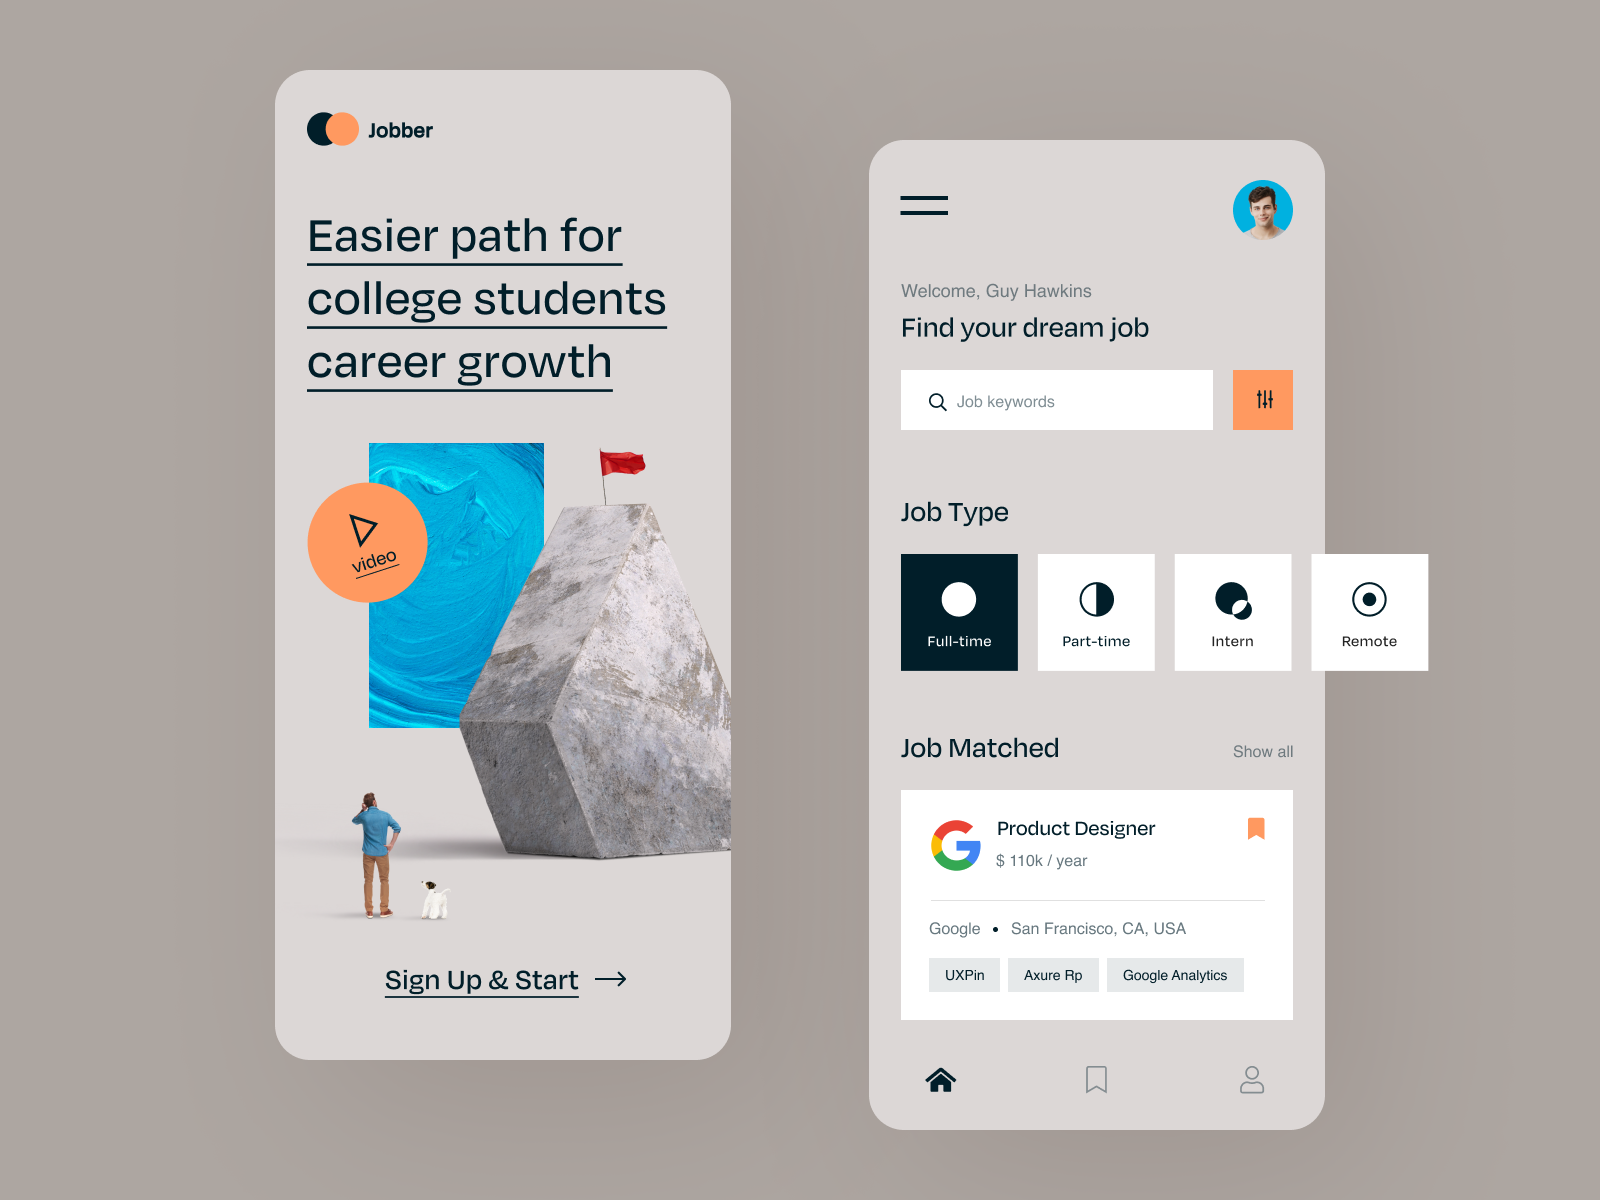 Jobber
Easier path for
college students
career growth
video
Sign Up & Start
Welcome, Guy Hawkins
Find your dream job
Job keywords
Job Type
Full-time
Part-time
Intern
Remote
Job Matched
Show all
Product Designer
$ 110k / year
Google • San Francisco, CA, USA
UXPin
Axure Rp
Google Analytics